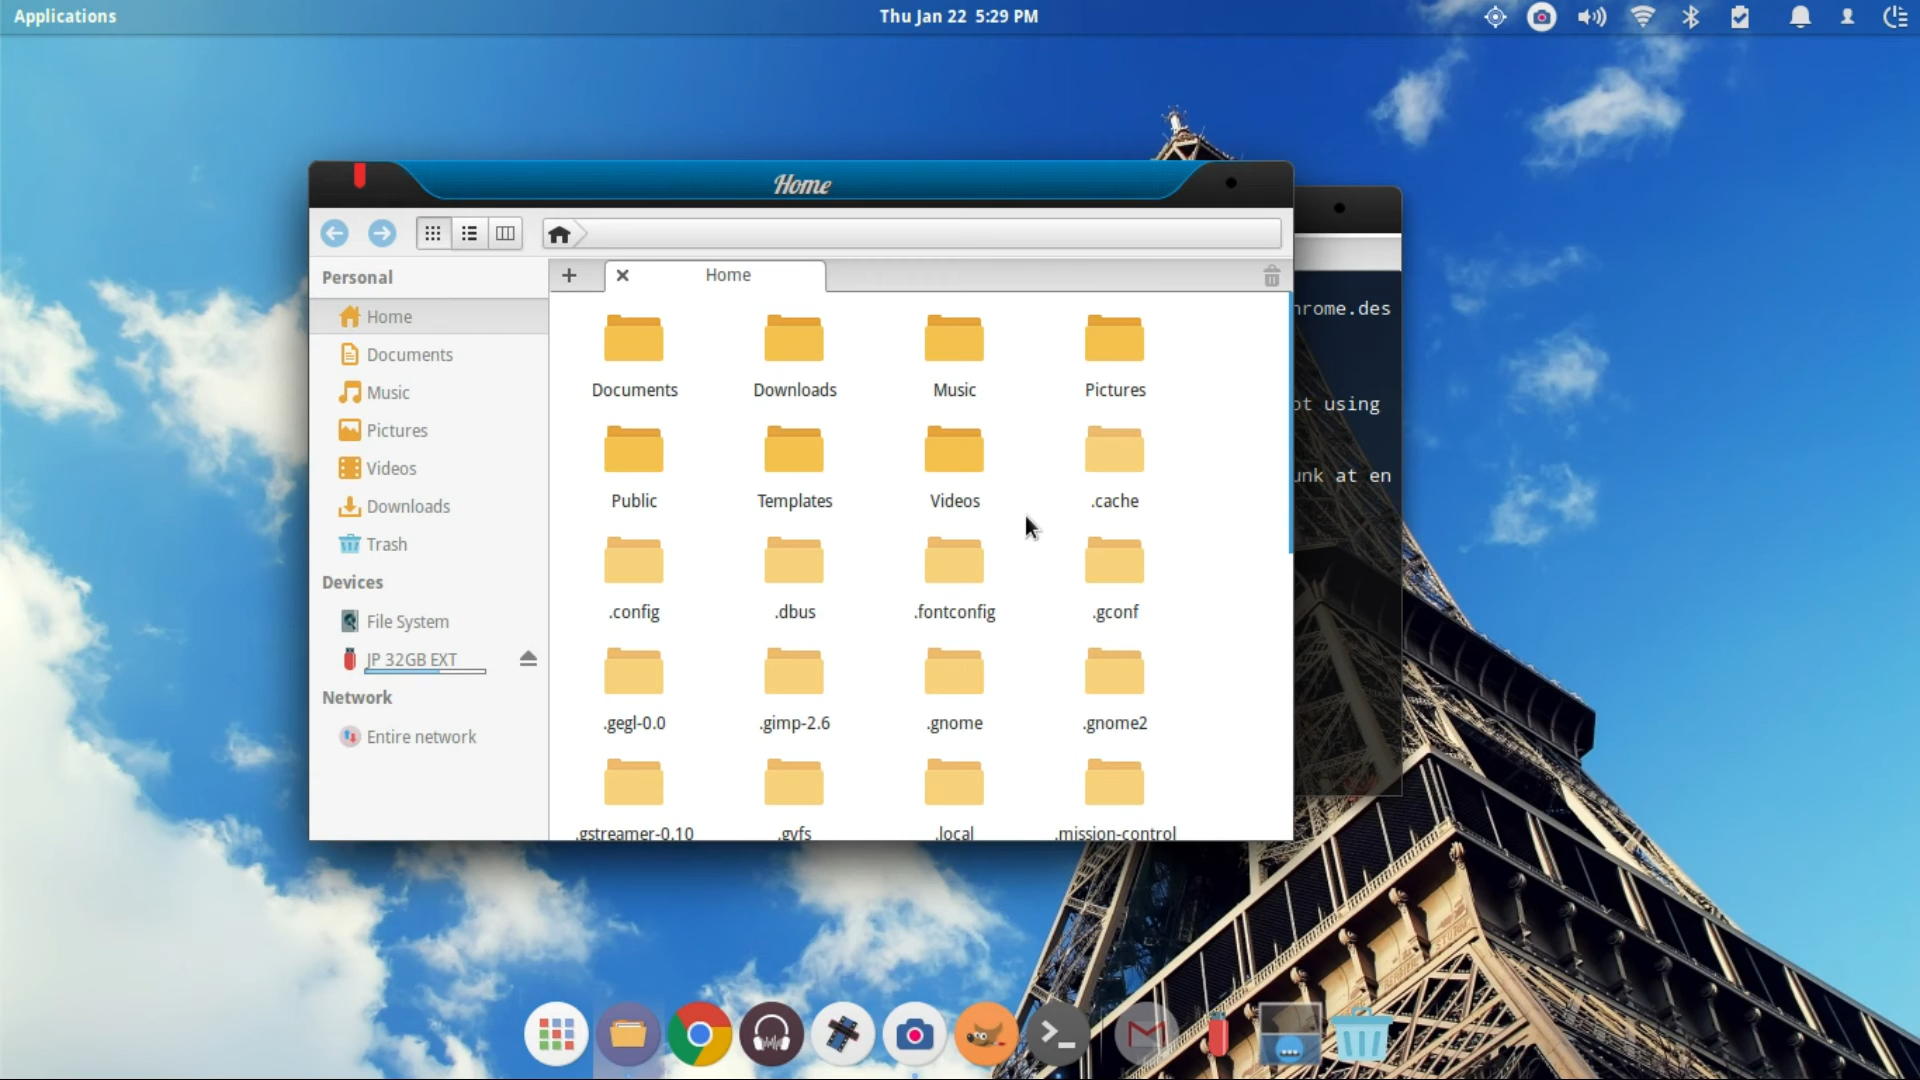 Applications
Thu Jan 22 5:29 PM
Home
Personal
Home
Home
Documents
Music
Pictures
Videos
Downloads
Trash
Devices
File System
JP 32GB EXT
Network
Entire network
Documents Downloads Music Pictures
Public Templates Videos .cache
.config .dbus .fontconfig .gconf
.gegl-0.0 .gimp-2.6 .gnome .gnome2
.gstreamer-0.10 .gvfs .local .mission-control
hrome.des
ot using
unk at en